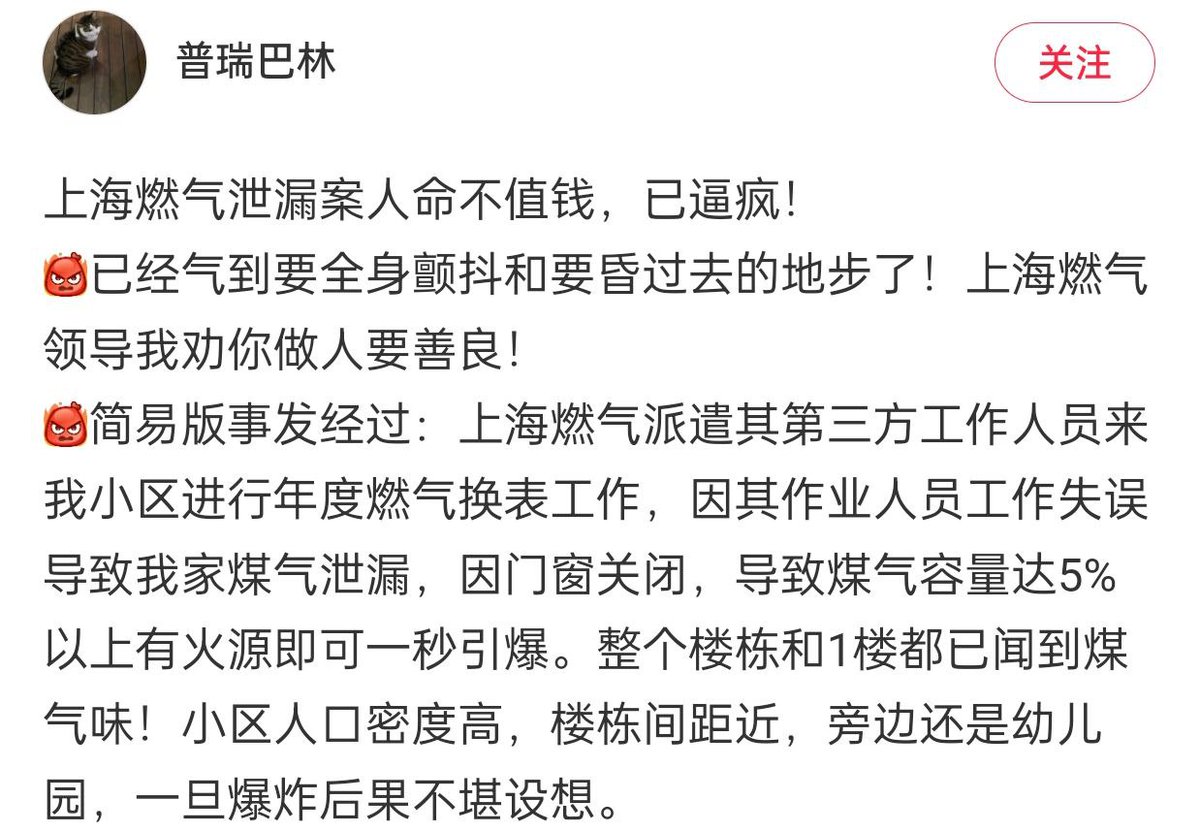 普瑞巴林
关注
上海燃气泄漏案人命不值钱，已逼疯！
已经气到要全身颤抖和要昏过去的地步了！上海燃气
领导我劝你做人要善良！
简易版事发经过：上海燃气派遣其第三方工作人员来
我小区进行年度燃气换表工作，因其作业人员工作失误
导致我家煤气泄漏，因门窗关闭，导致煤气容量达5%
以上有火源即可一秒引爆。整个楼栋和1楼都已闻到煤
气味！小区人口密度高，楼栋间距近，旁边还是幼儿
园，一旦爆炸后果不堪设想。